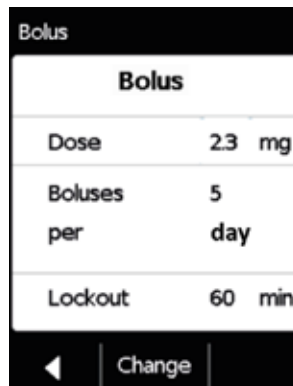 Bolus
Bolus
Dose 2.3 mg
Boluses 5
per day
Lockout 60 min
Change